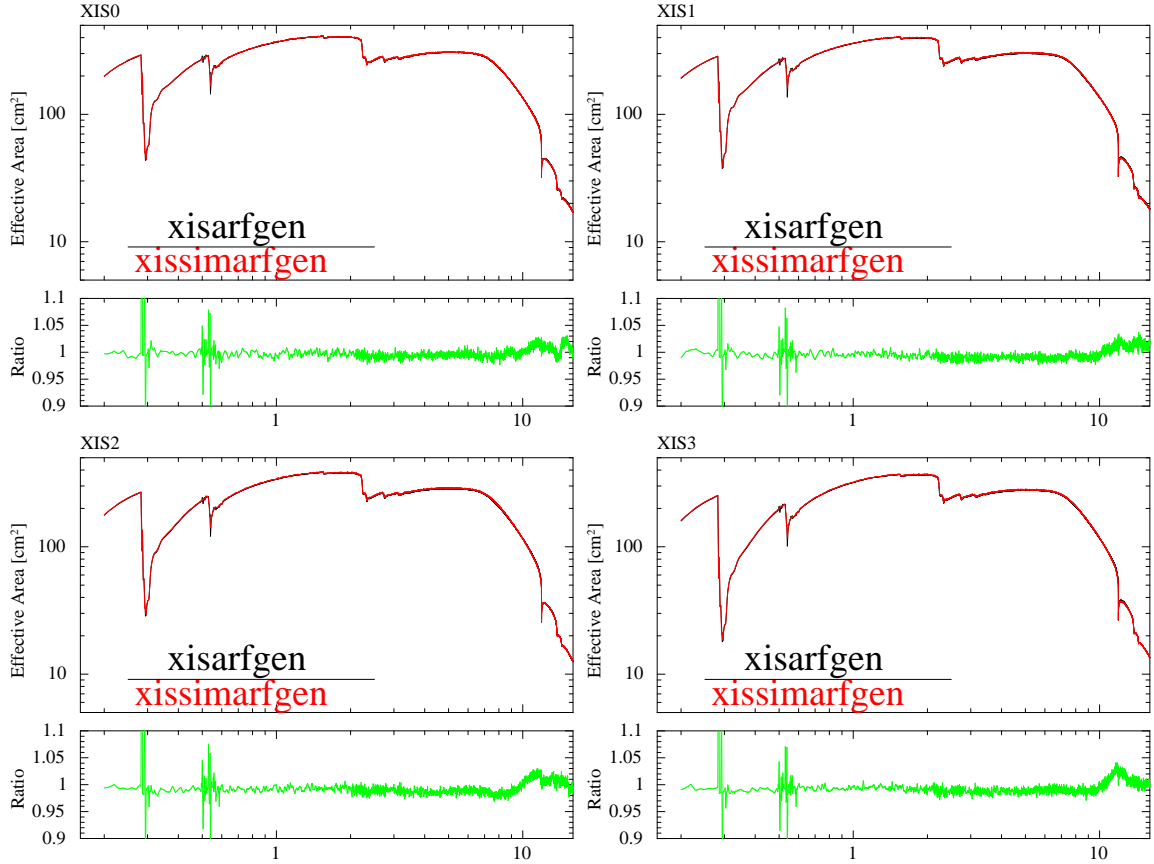 XIS0
Effective Area [cm²]
100
10
xisarfgen
xissimarfgen
Ratio
1.1
1.05
1
0.95
0.9
1
10
XIS1
Effective Area [cm²]
100
10
xisarfgen
xissimarfgen
Ratio
1.1
1.05
1
0.95
0.9
1
10
XIS2
Effective Area [cm²]
100
10
xisarfgen
xissimarfgen
Ratio
1.1
1.05
1
0.95
0.9
1
10
XIS3
Effective Area [cm²]
100
10
xisarfgen
xissimarfgen
Ratio
1.1
1.05
1
0.95
0.9
1
10